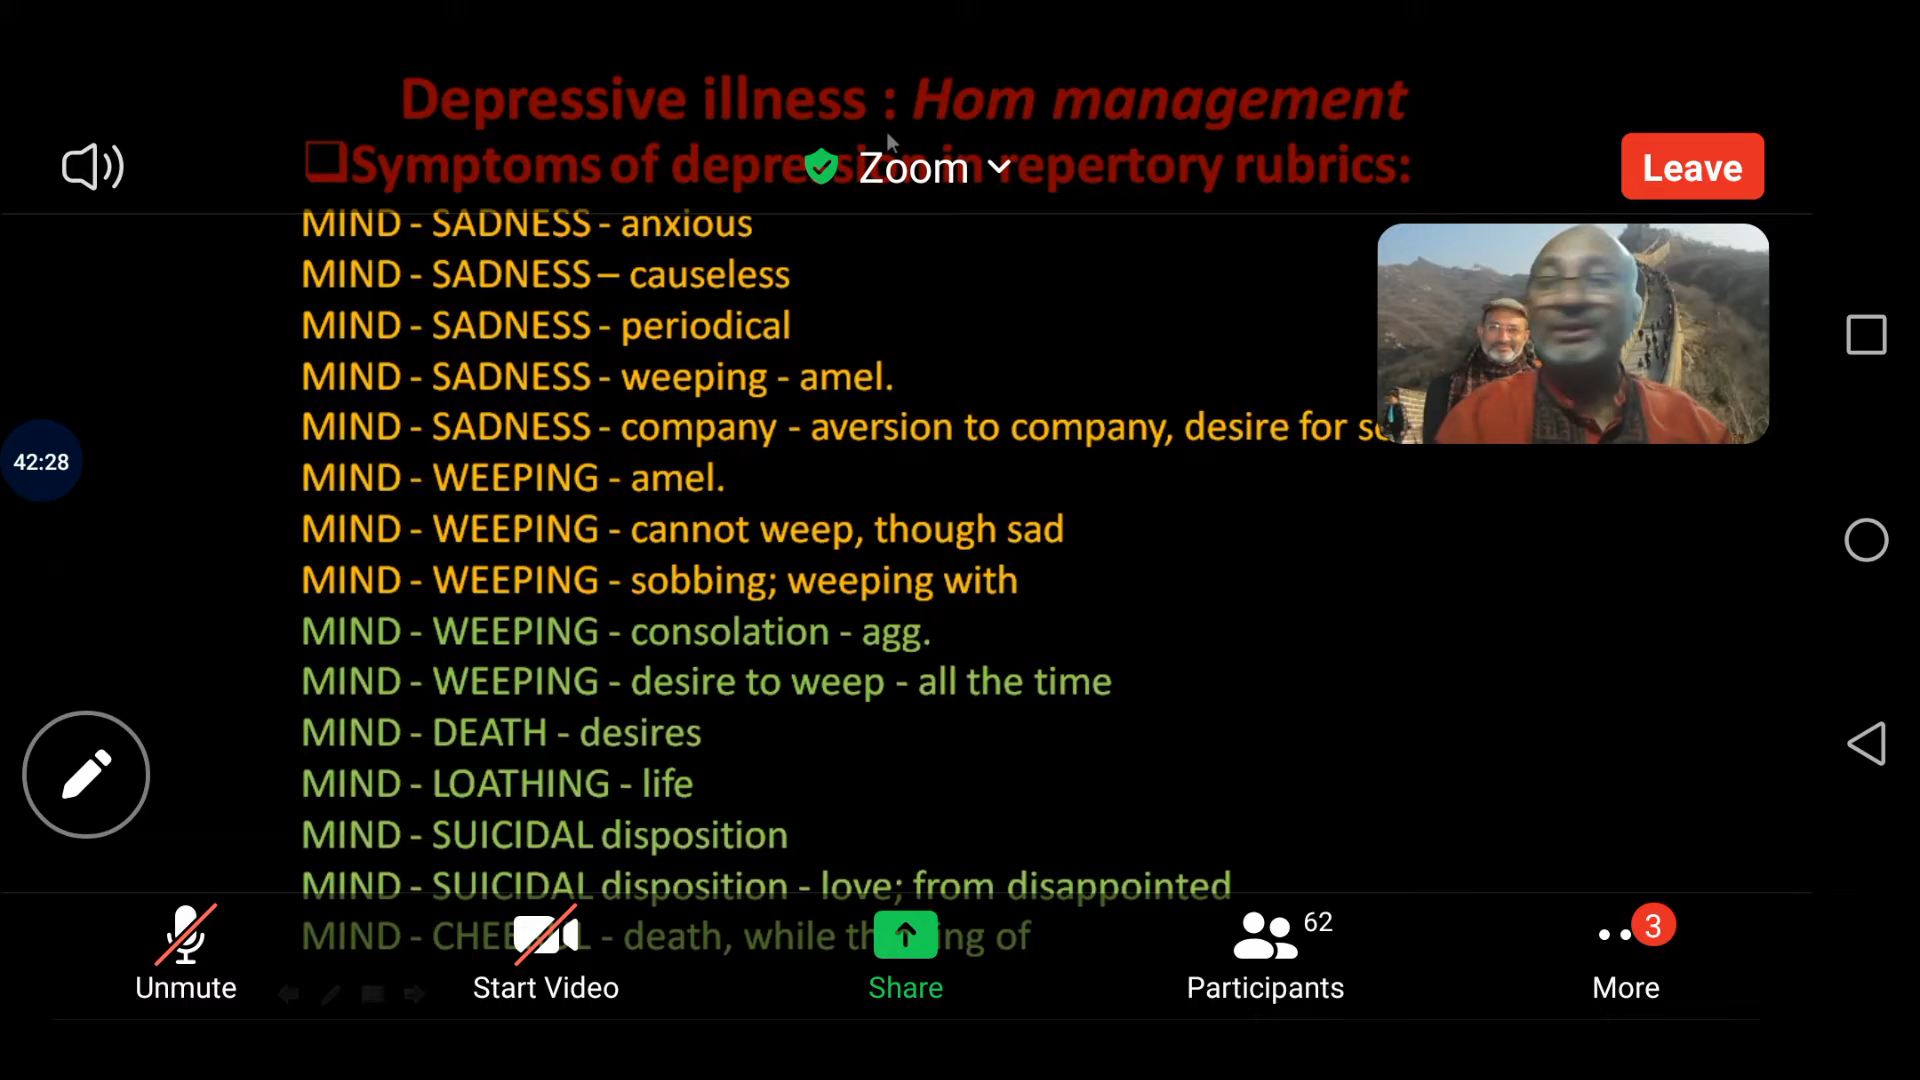 Depressive illness : Hom management
❑Symptoms of depression in repertory rubrics:
Zoom
Leave
MIND - SADNESS - anxious
MIND - SADNESS – causeless
MIND - SADNESS - periodical
MIND - SADNESS - weeping - amel.
MIND - SADNESS - company - aversion to company, desire for
42:28
MIND - WEEPING - amel.
MIND - WEEPING - cannot weep, though sad
MIND - WEEPING - sobbing; weeping with
MIND - WEEPING - consolation - agg.
MIND - WEEPING - desire to weep - all the time
MIND - DEATH - desires
MIND - LOATHING - life
MIND - SUICIDAL disposition
MIND - SUICIDAL disposition - love; from disappointed
MIND - - death, while of
62
3
Unmute
Start Video
Share
Participants
More